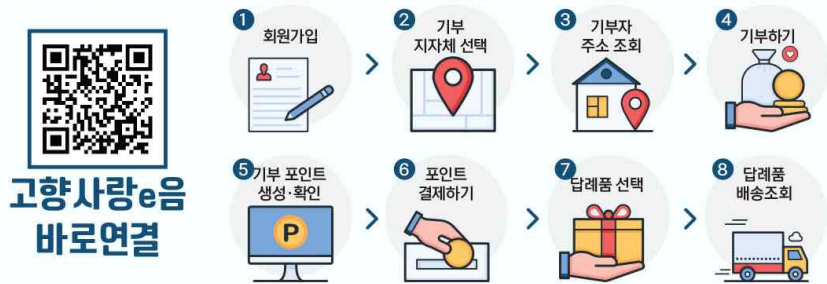 1
회원가입
2
기부
지자체 선택
3
기부자
주소 조회
4
기부하기
고향사랑e음
바로연결
5
기부 포인트
생성·확인
P
6
포인트
결제하기
7
답례품 선택
8
답례품
배송조회